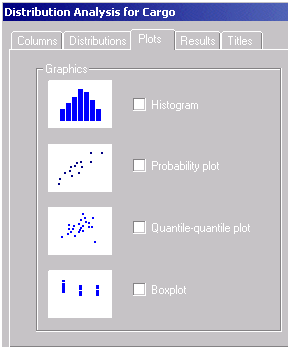 Distribution Analysis for Cargo
Columns Distributions Plots Results Titles
Graphics
Histogram
Probability plot
Quantile-quantile plot
Boxplot